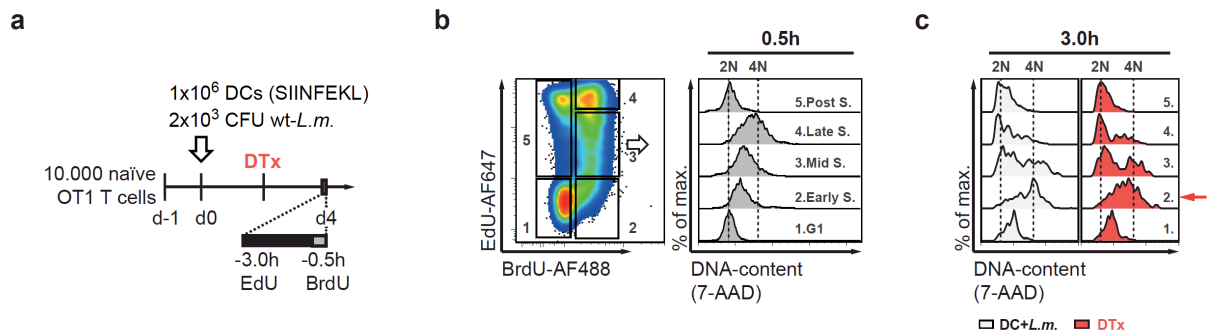 a
1x10⁶ DCs (SIINFEKL)
2x10³ CFU wt-L.m.
DTx
10.000 naïve
OT1 T cells
d-1
d0
d4
-3.0h
-0.5h
EdU
BrdU
b
0.5h
2N
4N
EdU-AF647
4
5
3
1
2
BrdU-AF488
% of max.
5.Post S.
4.Late S.
3.Mid S.
2.Early S.
1.G1
DNA-content
(7-AAD)
c
3.0h
2N
4N
2N
4N
% of max.
5.
4.
3.
2.
1.
DNA-content
(7-AAD)
DC+L.m.
DTx